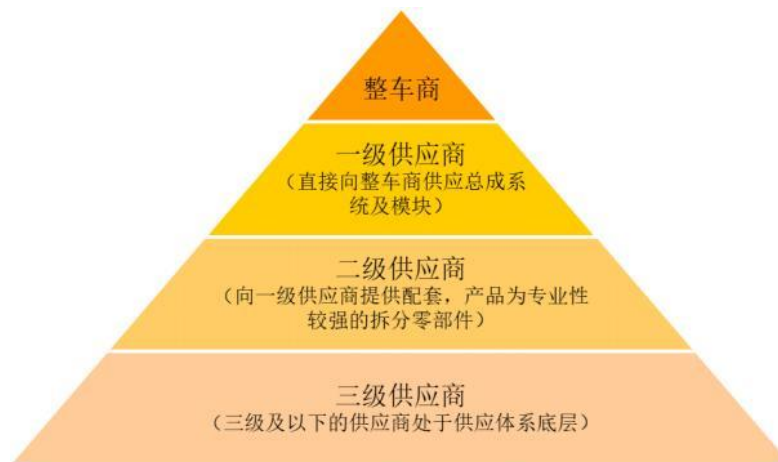 整车商
一级供应商
（直接向整车商供应总成系
统及模块）
二级供应商
（向一级供应商提供配套，产品为专业性
较强的拆分零部件）
三级供应商
（三级及以下的供应商处于供应体系底层）